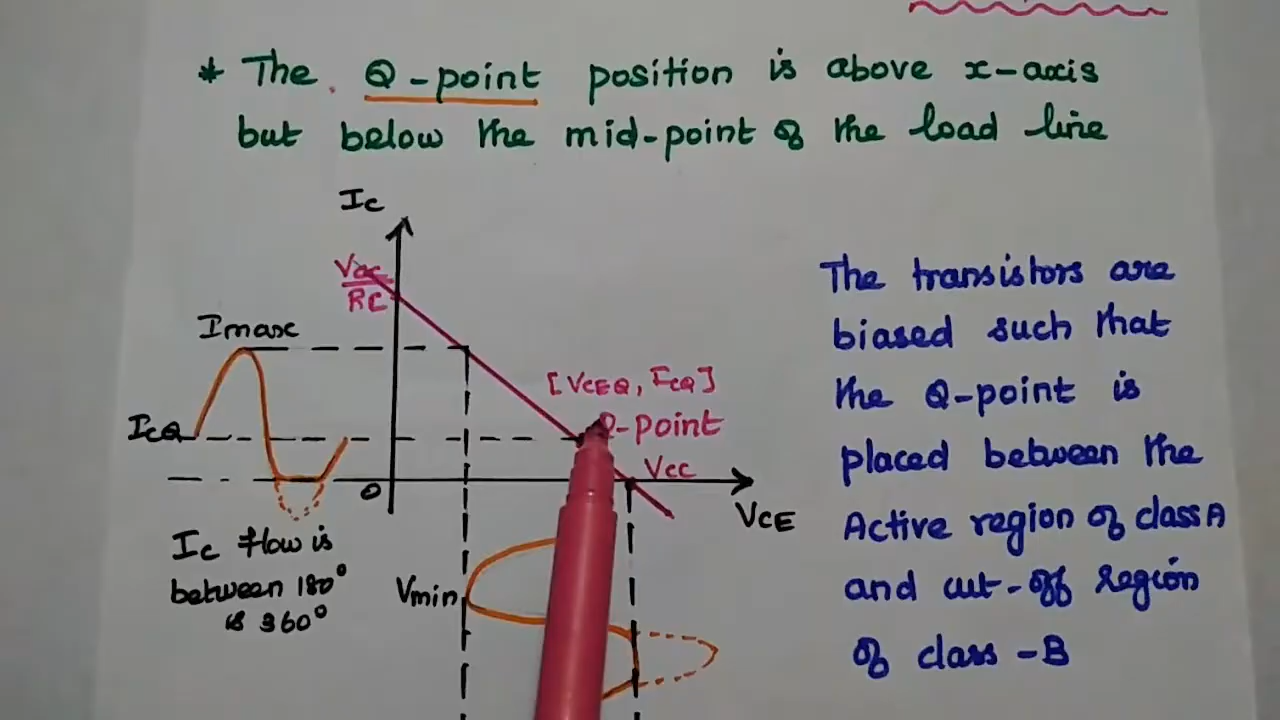 * The Q-point position is above x-axis
but below the mid-point of the load line
Ic
Vcc
RC
Imax
[VCEQ, ICQ]
Q-point
ICQ
Vcc
0
VCE
Ic flow is
between 180°
is 360°
Vmin
The transistors are
biased such that
the Q-point is
placed between the
Active region of class A
and cut-off region
of class -B